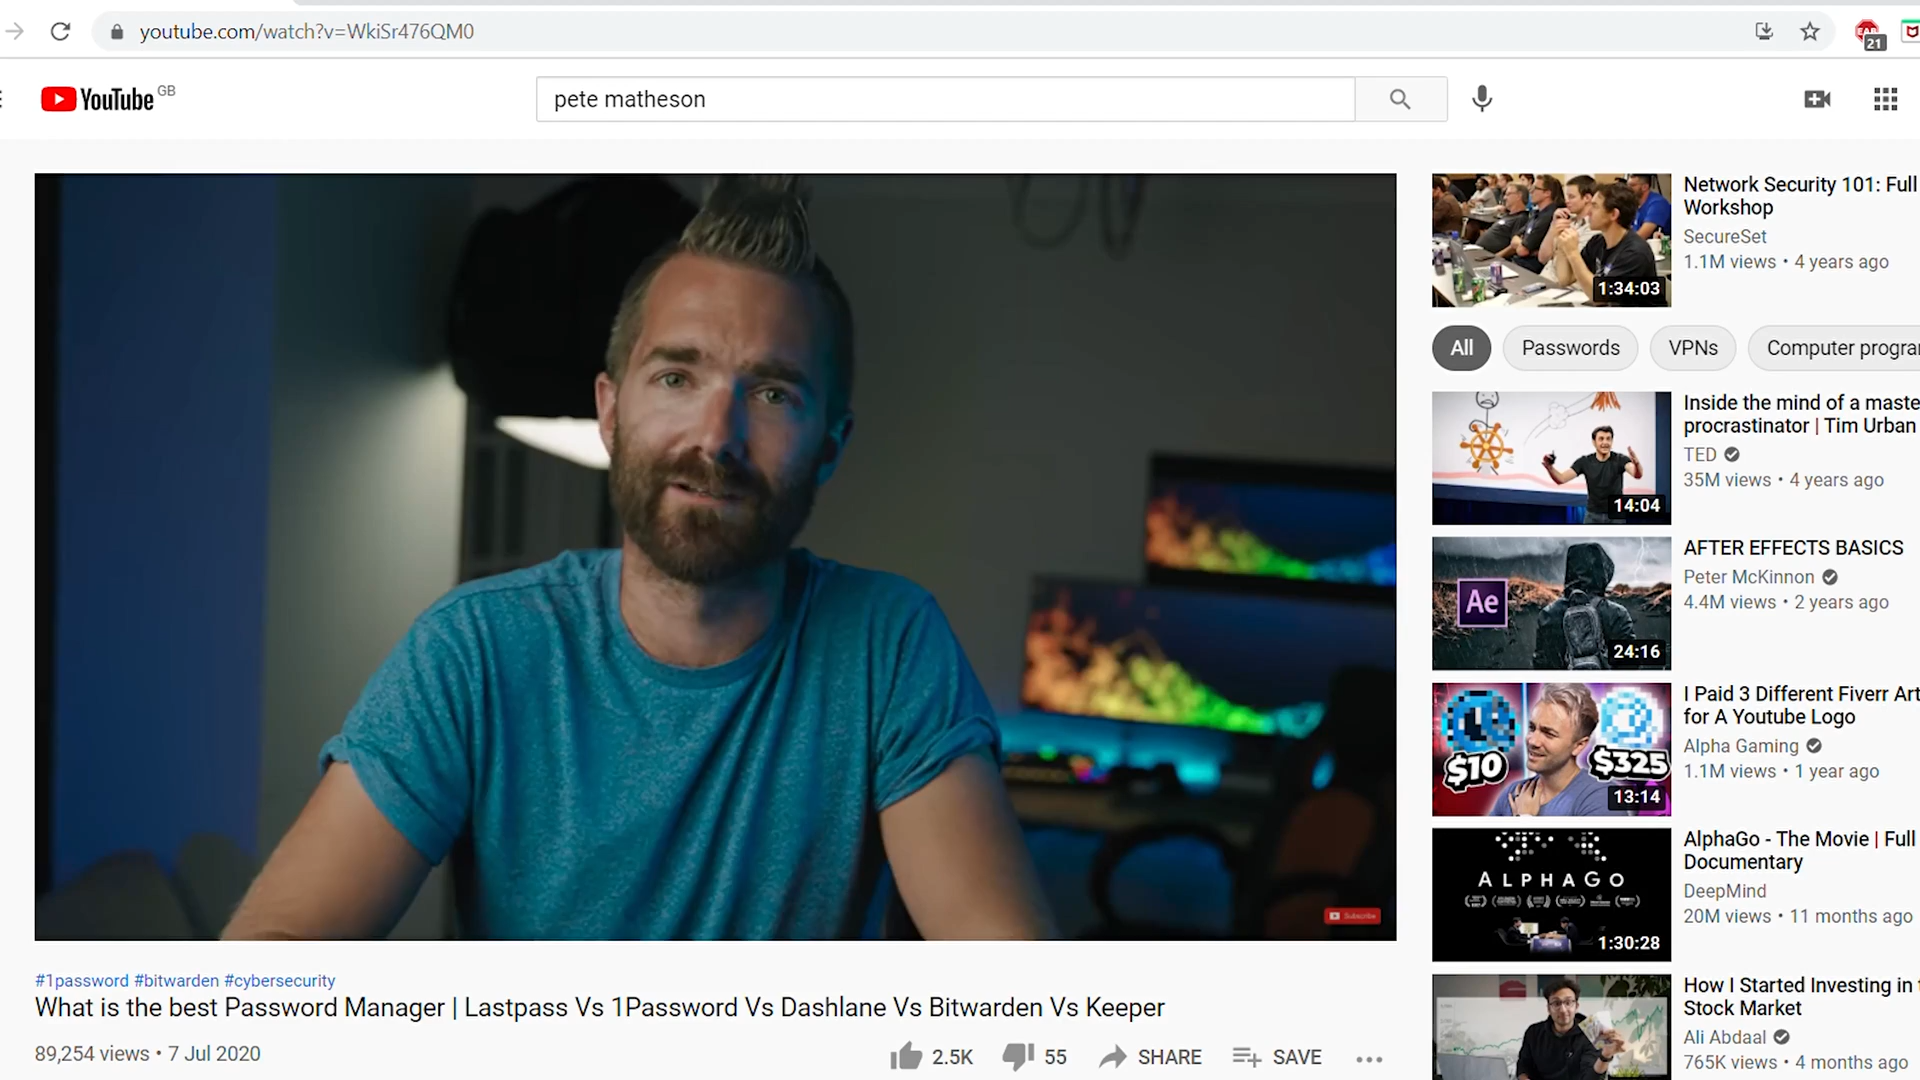 youtube.com/watch?v=WkiSr476QM0
21
YouTube GB
pete matheson
Subscribe
#1password #bitwarden #cybersecurity
What is the best Password Manager | Lastpass Vs 1Password Vs Dashlane Vs Bitwarden Vs Keeper
89,254 views • 7 Jul 2020
2.5K
55
SHARE
SAVE
1:34:03
Network Security 101: Full
Workshop
SecureSet
1.1M views • 4 years ago
All
Passwords
VPNs
Computer
14:04
Inside the mind of a
procrastinator | Tim Urban
TED
35M views • 4 years ago
Ae
24:16
AFTER EFFECTS BASICS
Peter McKinnon
4.4M views • 2 years ago
$10
$325
13:14
I Paid 3 Different Fiverr
for A Youtube Logo
Alpha Gaming
1.1M views • 1 year ago
ALPHAGO
1:30:28
AlphaGo - The Movie | Full
Documentary
DeepMind
20M views • 11 months ago
How I Started Investing in
Stock Market
Ali Abdaal
765K views • 4 months ago